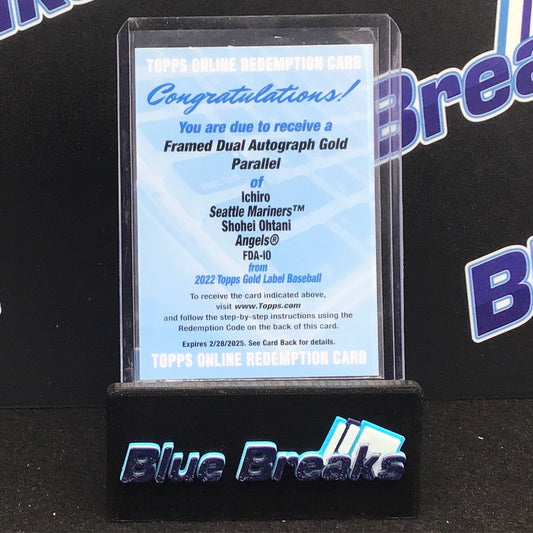 TOPPS ONLINE REDEMPTION CARD
Congratulations!
You are due to receive a
Framed Dual Autograph Gold
Parallel
of
Ichiro
Seattle Mariners™
Shohei Ohtani
Angels®
FDA-IO
from
2022 Topps Gold Label Baseball
To receive the card indicated above,
visit www.Topps.com
and follow the step-by-step instructions using the
Redemption Code on the back of this card.
Expires 2/28/2025. See Card Back for details.
TOPPS ONLINE REDEMPTION CARD
Blue Breaks
Breaks